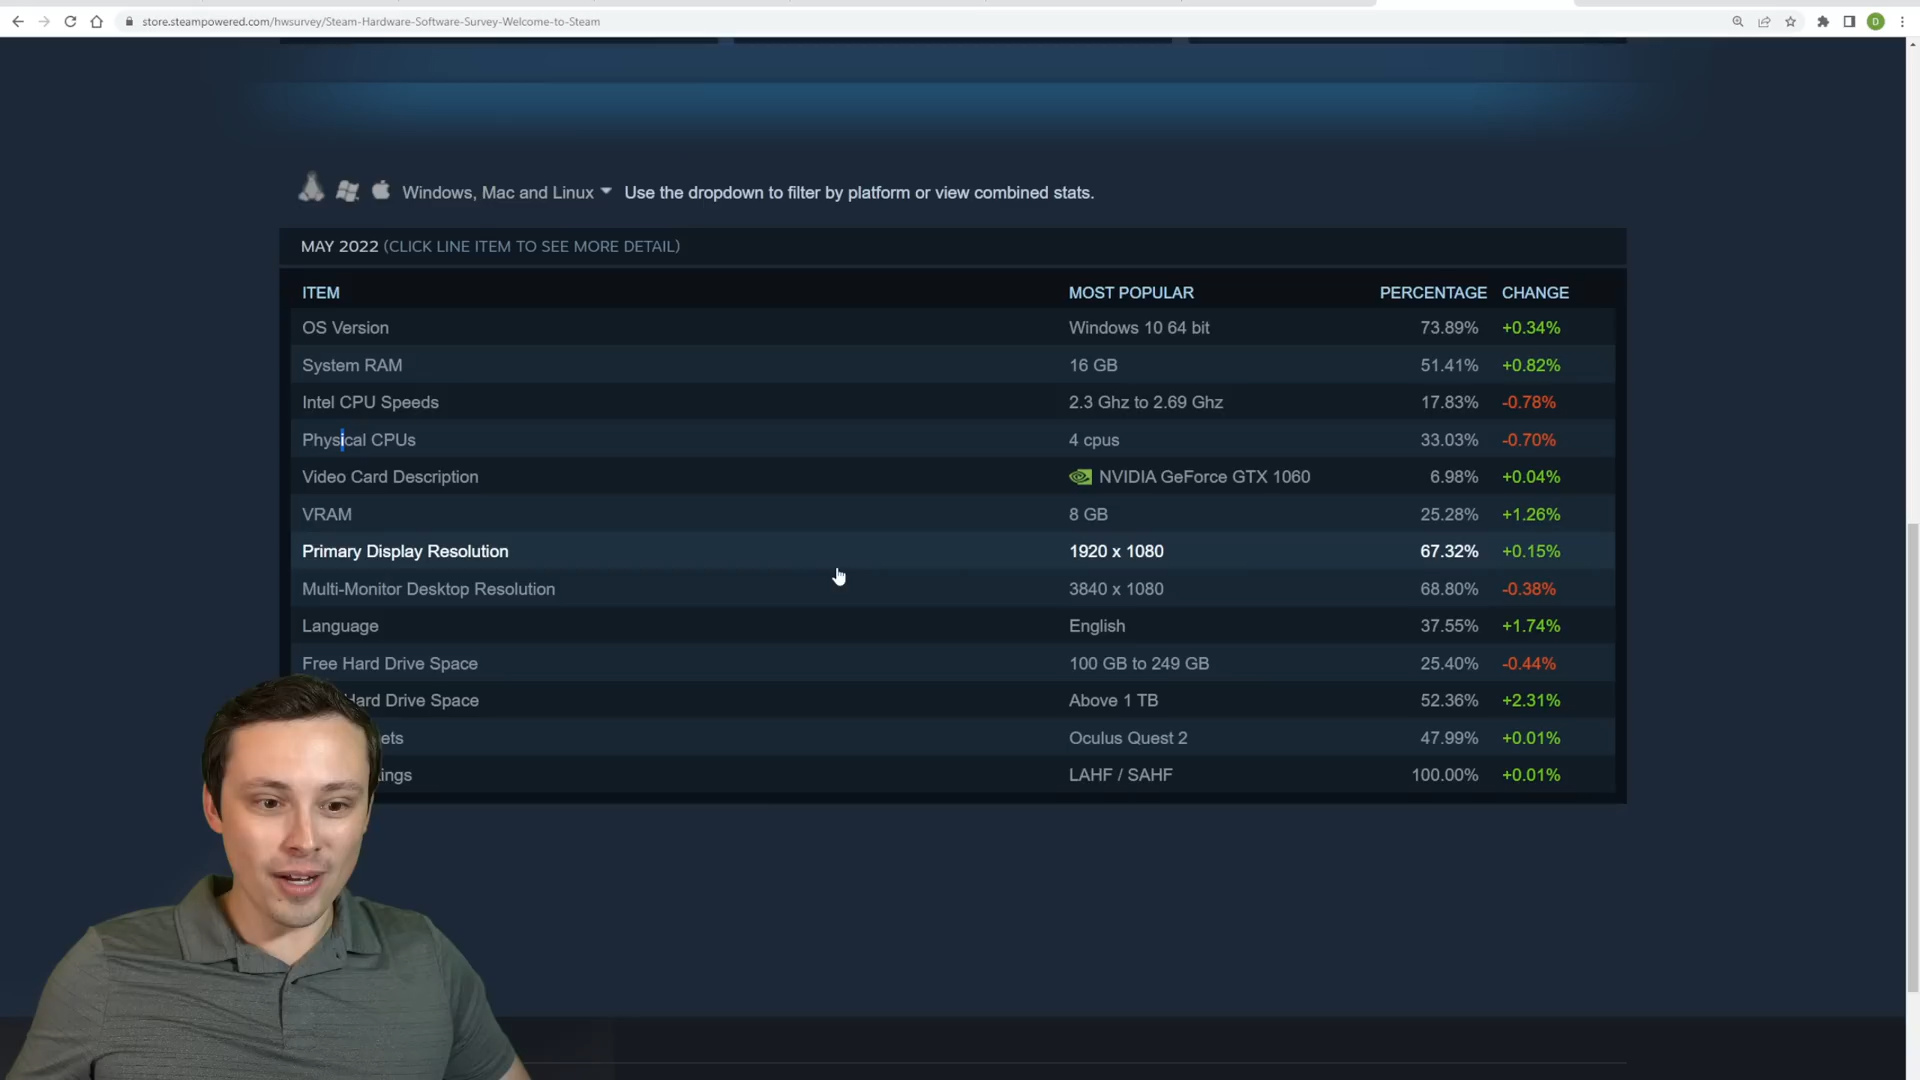 store.steampowered.com/hwsurvey/Steam-Hardware-Software-Survey-Welcome-to-Steam
D
Windows, Mac and Linux Use the dropdown to filter by platform or view combined stats.
MAY 2022 (CLICK LINE ITEM TO SEE MORE DETAIL)
ITEM MOST POPULAR PERCENTAGE CHANGE
OS Version Windows 10 64 bit 73.89% +0.34%
System RAM 16 GB 51.41% +0.82%
Intel CPU Speeds 2.3 Ghz to 2.69 Ghz 17.83% -0.78%
Physical CPUs 4 cpus 33.03% -0.70%
Video Card Description NVIDIA GeForce GTX 1060 6.98% +0.04%
VRAM 8 GB 25.28% +1.26%
Primary Display Resolution 1920 x 1080 67.32% +0.15%
Multi-Monitor Desktop Resolution 3840 x 1080 68.80% -0.38%
Language English 37.55% +1.74%
Free Hard Drive Space 100 GB to 249 GB 25.40% -0.44%
Hard Drive Space Above 1 TB 52.36% +2.31%
ets Oculus Quest 2 47.99% +0.01%
ings LAHF / SAHF 100.00% +0.01%